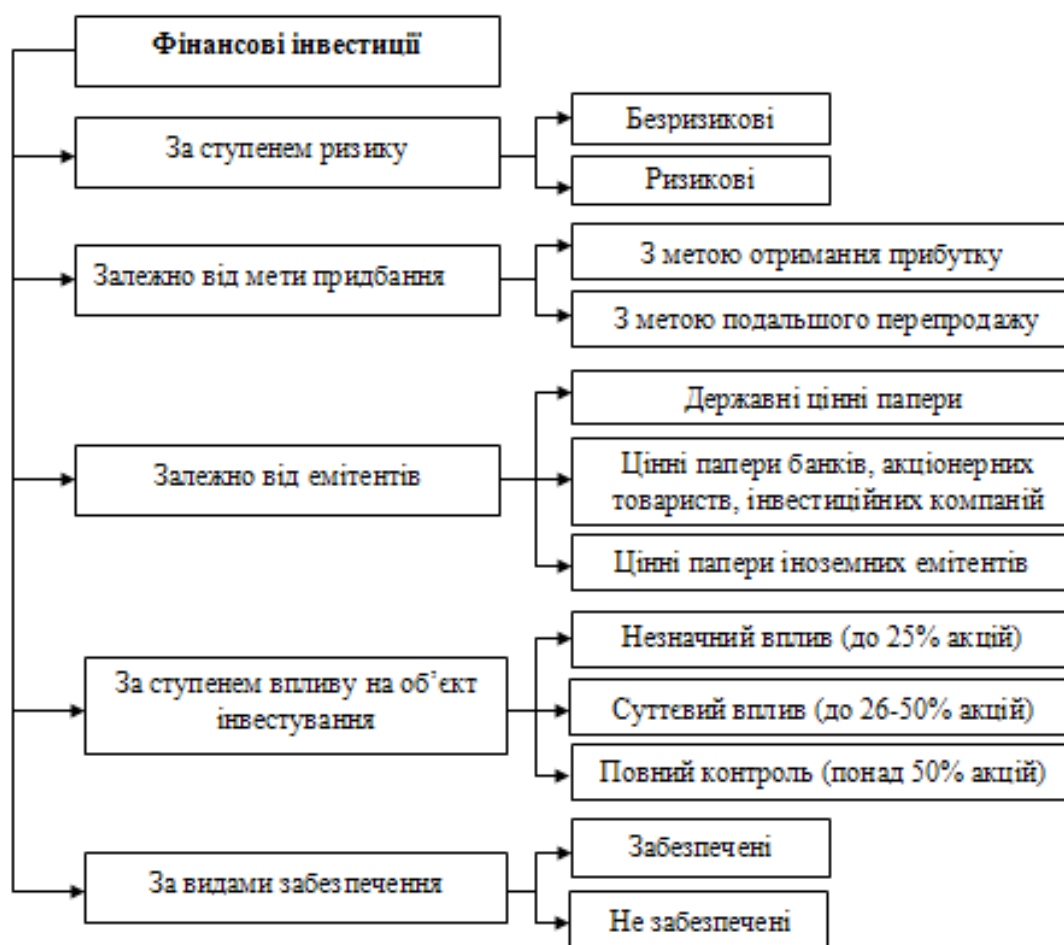 Фінансові інвестиції
За ступенем ризику
Безризикові
Ризикові
Залежно від мети придбання
З метою отримання прибутку
З метою подальшого перепродажу
Залежно від емітентів
Державні цінні папери
Цінні папери банків, акціонерних
товариств, інвестиційних компаній
Цінні папери іноземних емітентів
За ступенем впливу на об’єкт
інвестування
Незначний вплив (до 25% акцій)
Суттєвий вплив (до 26-50% акцій)
Повний контроль (понад 50% акцій)
За видами забезпечення
Забезпечені
Не забезпечені